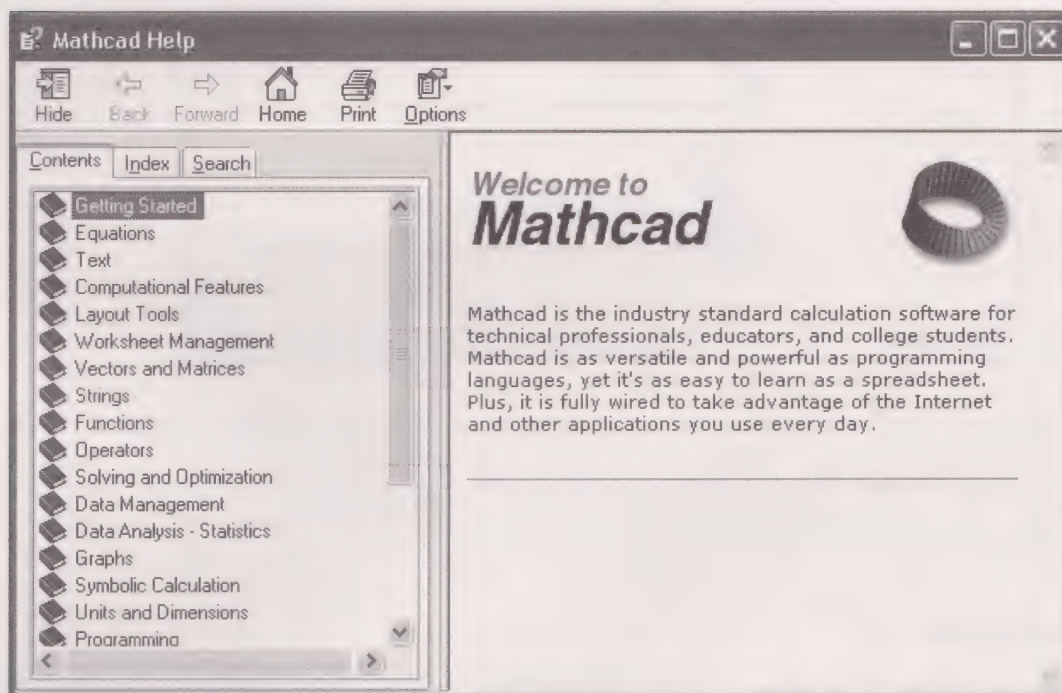 Mathcad Help
Hide Back Forward Home Print Options
Contents Index Search
Getting Started
Equations
Text
Computational Features
Layout Tools
Worksheet Management
Vectors and Matrices
Strings
Functions
Operators
Solving and Optimization
Data Management
Data Analysis - Statistics
Graphs
Symbolic Calculation
Units and Dimensions
Programming
Welcome to
Mathcad
Mathcad is the industry standard calculation software for
technical professionals, educators, and college students.
Mathcad is as versatile and powerful as programming
languages, yet it's as easy to learn as a spreadsheet.
Plus, it is fully wired to take advantage of the Internet
and other applications you use every day.